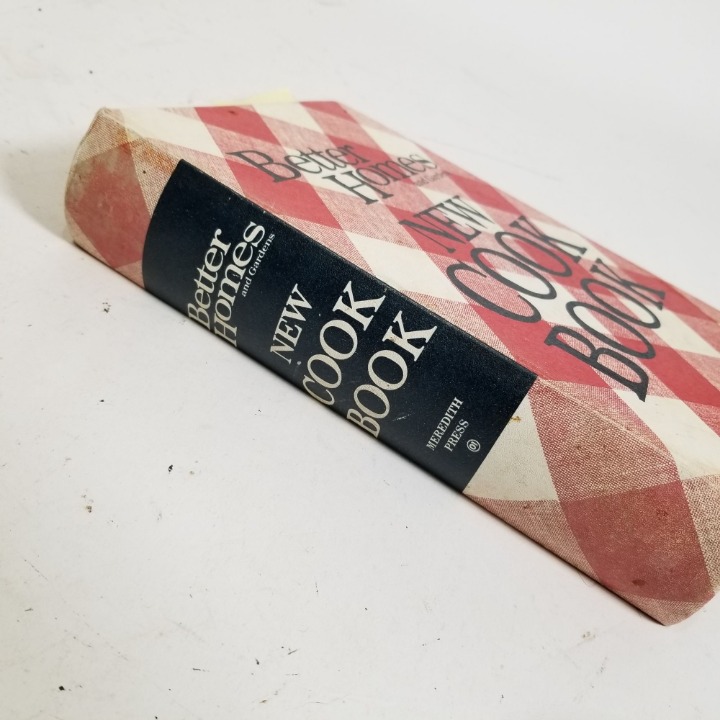 Better
Homes
and Gardens
NEW
COOK
BOOK
MEREDITH
PRESS
Better
Homes
NEW
COOK
BOOK